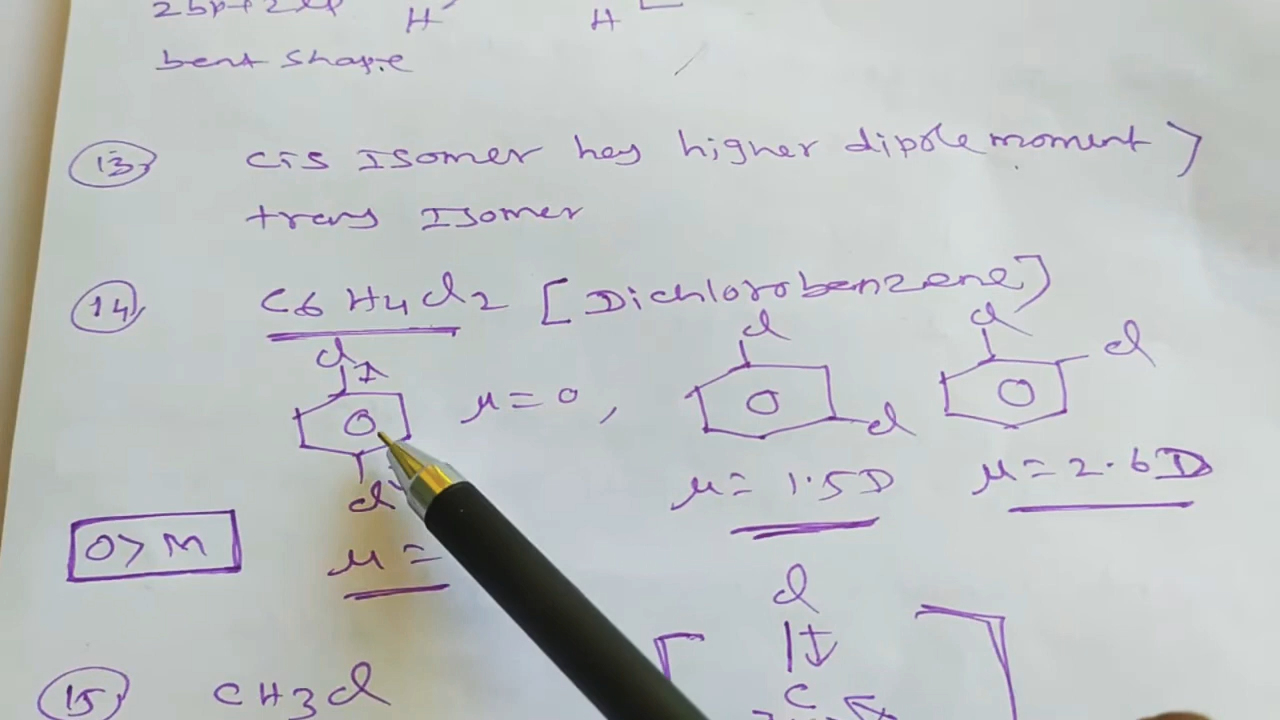 H H
bent shape
13 cis Isomer hay higher dipole moment >
trans Isomer
14 C6H4Cl2 [Dichlorobenzene]
Cl Cl Cl Cl
μ = 0 , Cl
Cl μ = 1.5D μ = 2.6D
O > M μ =
Cl
15 CH3Cl C